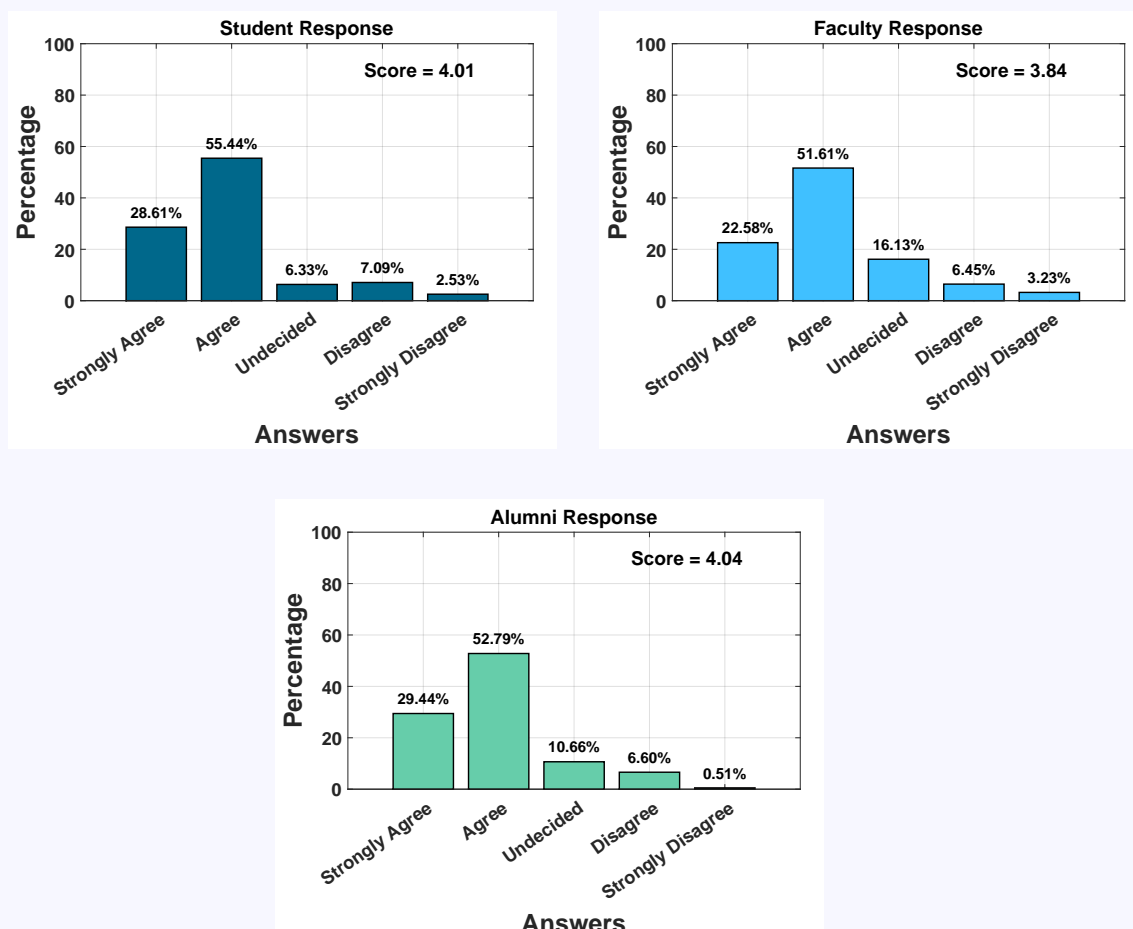 Student Response
Score = 4.01
Percentage
100
80
60
40
20
0
28.61%
55.44%
6.33%
7.09%
2.53%
Strongly Agree
Agree
Undecided
Disagree
Strongly Disagree
Answers
Faculty Response
Score = 3.84
Percentage
100
80
60
40
20
0
22.58%
51.61%
16.13%
6.45%
3.23%
Strongly Agree
Agree
Undecided
Disagree
Strongly Disagree
Answers
Alumni Response
Score = 4.04
Percentage
100
80
60
40
20
0
29.44%
52.79%
10.66%
6.60%
0.51%
Strongly Agree
Agree
Undecided
Disagree
Strongly Disagree
Answers